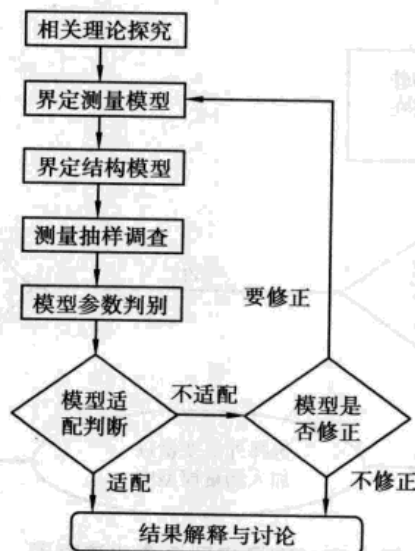 相关理论探究
界定测量模型
界定结构模型
测量抽样调查
模型参数判别
要修正
模型适
配判断
不适配
模型是
否修正
适配
不修正
结果解释与讨论